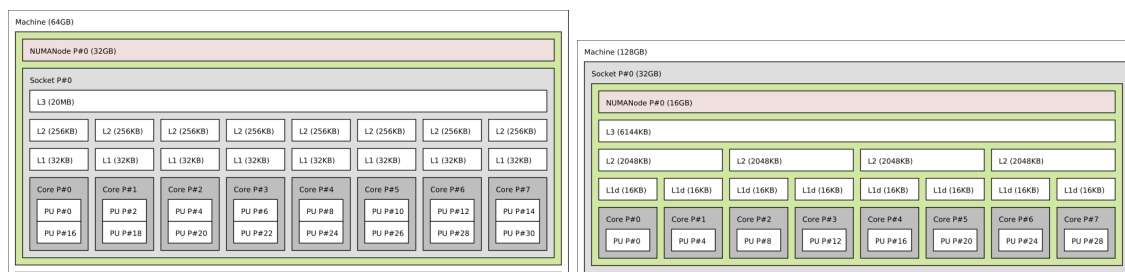 Machine (64GB)
NUMANode P#0 (32GB)
Socket P#0
L3 (20MB)
L2 (256KB) L2 (256KB) L2 (256KB) L2 (256KB) L2 (256KB) L2 (256KB) L2 (256KB) L2 (256KB)
L1 (32KB) L1 (32KB) L1 (32KB) L1 (32KB) L1 (32KB) L1 (32KB) L1 (32KB) L1 (32KB)
Core P#0 Core P#1 Core P#2 Core P#3 Core P#4 Core P#5 Core P#6 Core P#7
PU P#0 PU P#2 PU P#4 PU P#6 PU P#8 PU P#10 PU P#12 PU P#14
PU P#16 PU P#18 PU P#20 PU P#22 PU P#24 PU P#26 PU P#28 PU P#30
Machine (128GB)
Socket P#0 (32GB)
NUMANode P#0 (16GB)
L3 (6144KB)
L2 (2048KB) L2 (2048KB) L2 (2048KB) L2 (2048KB)
L1d (16KB) L1d (16KB) L1d (16KB) L1d (16KB) L1d (16KB) L1d (16KB) L1d (16KB) L1d (16KB)
Core P#0 Core P#1 Core P#2 Core P#3 Core P#4 Core P#5 Core P#6 Core P#7
PU P#0 PU P#4 PU P#8 PU P#12 PU P#16 PU P#20 PU P#24 PU P#28